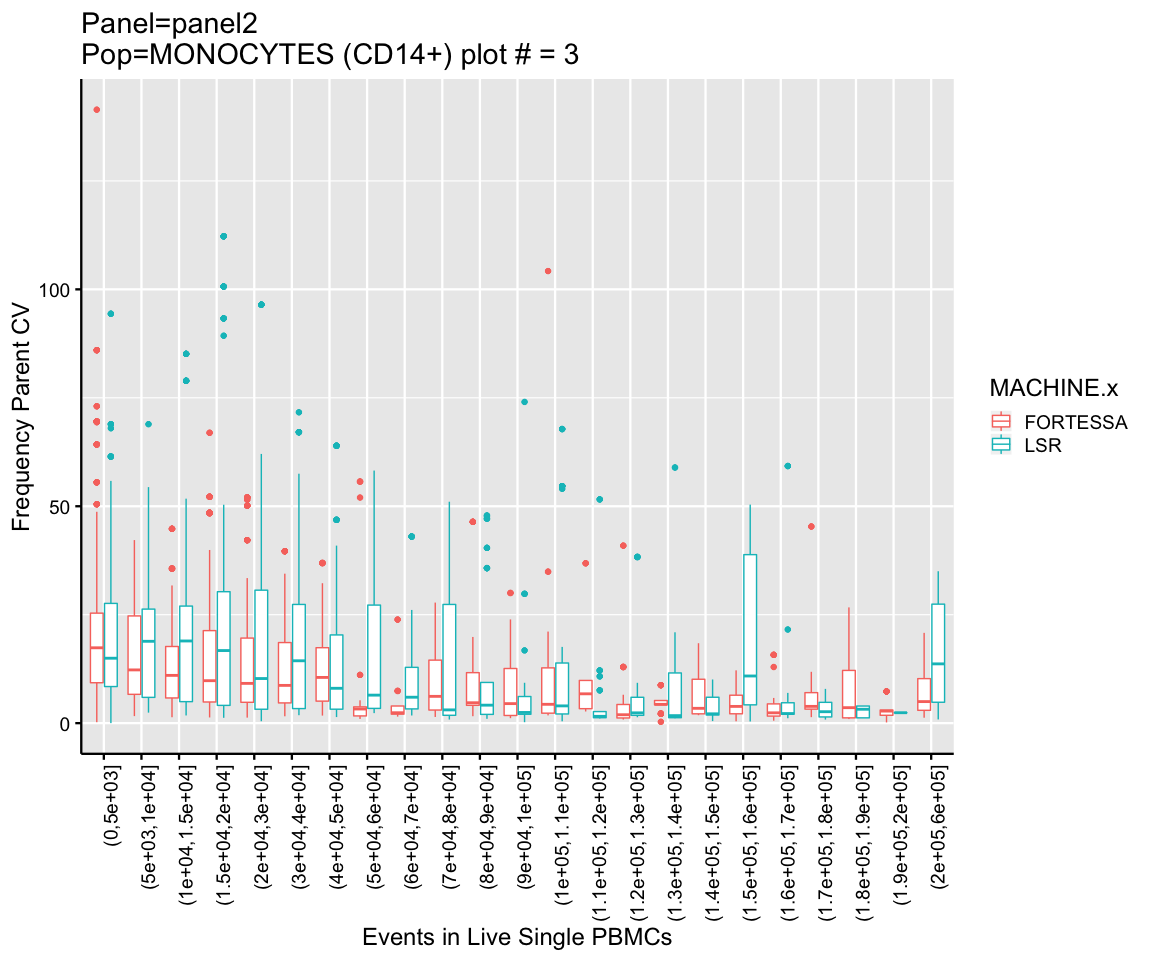 Panel=panel2
Pop=MONOCYTES (CD14+) plot # = 3
Frequency Parent CV
100
50
0
(0,5e+03]
(5e+03,1e+04]
(1e+04,1.5e+04]
(1.5e+04,2e+04]
(2e+04,3e+04]
(3e+04,4e+04]
(4e+04,5e+04]
(5e+04,6e+04]
(6e+04,7e+04]
(7e+04,8e+04]
(8e+04,9e+04]
(9e+04,1e+05]
(1e+05,1.1e+05]
(1.1e+05,1.2e+05]
(1.2e+05,1.3e+05]
(1.3e+05,1.4e+05]
(1.4e+05,1.5e+05]
(1.5e+05,1.6e+05]
(1.6e+05,1.7e+05]
(1.7e+05,1.8e+05]
(1.8e+05,1.9e+05]
(1.9e+05,2e+05]
(2e+05,6e+05]
Events in Live Single PBMCs
MACHINE.x
FORTESSA
LSR